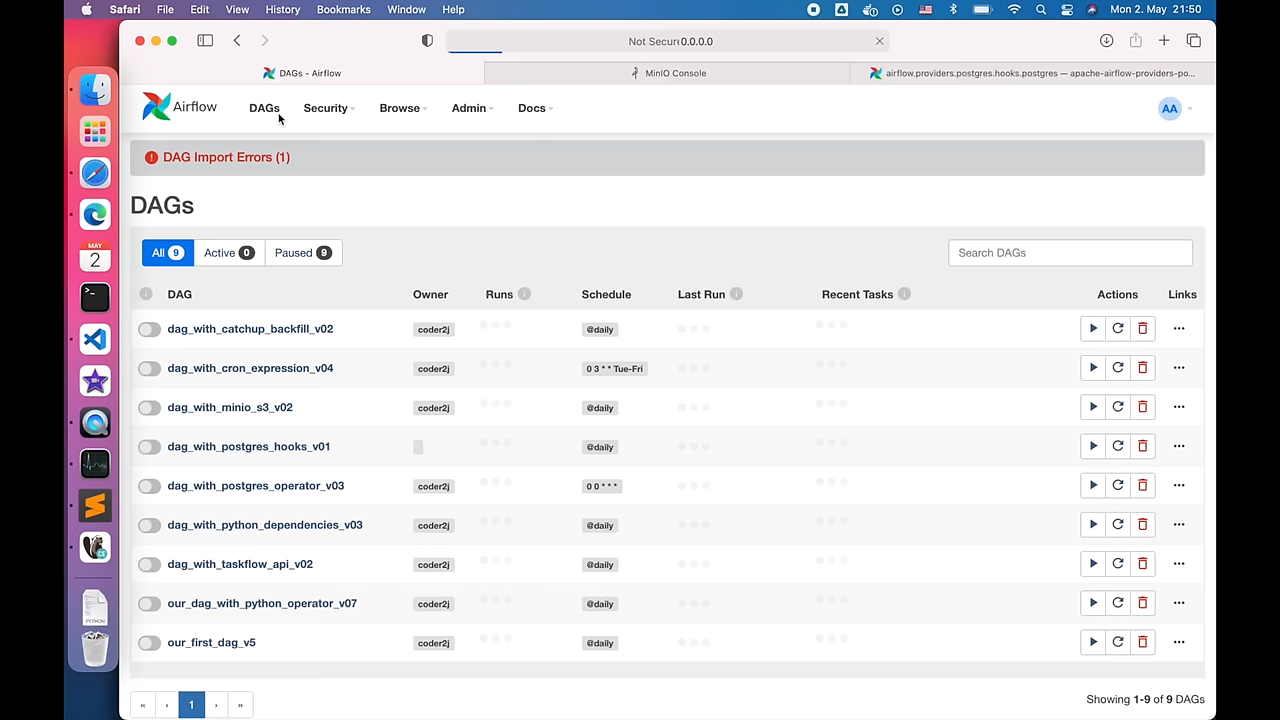 Safari File Edit View History Bookmarks Window Help Mon 2. May 21:50
Not Secure 0.0.0.0
DAGs - Airflow MinIO Console airflow.providers.postgres.hooks.postgres — apache-airflow-providers-po...
Airflow DAGs Security Browse Admin Docs AA
DAG Import Errors (1)
DAGs
All 9 Active 0 Paused 9 Search DAGs
DAG Owner Runs Schedule Last Run Recent Tasks Actions Links
dag_with_catchup_backfill_v02 coder2j @daily
dag_with_cron_expression_v04 coder2j 0 3 * * Tue-Fri
dag_with_minio_s3_v02 coder2j @daily
dag_with_postgres_hooks_v01 @daily
dag_with_postgres_operator_v03 coder2j 0 0 * * *
dag_with_python_dependencies_v03 coder2j @daily
dag_with_taskflow_api_v02 coder2j @daily
our_dag_with_python_operator_v07 coder2j @daily
our_first_dag_v5 coder2j @daily
« ‹ 1 › » Showing 1-9 of 9 DAGs
MAY
2
PYTHON